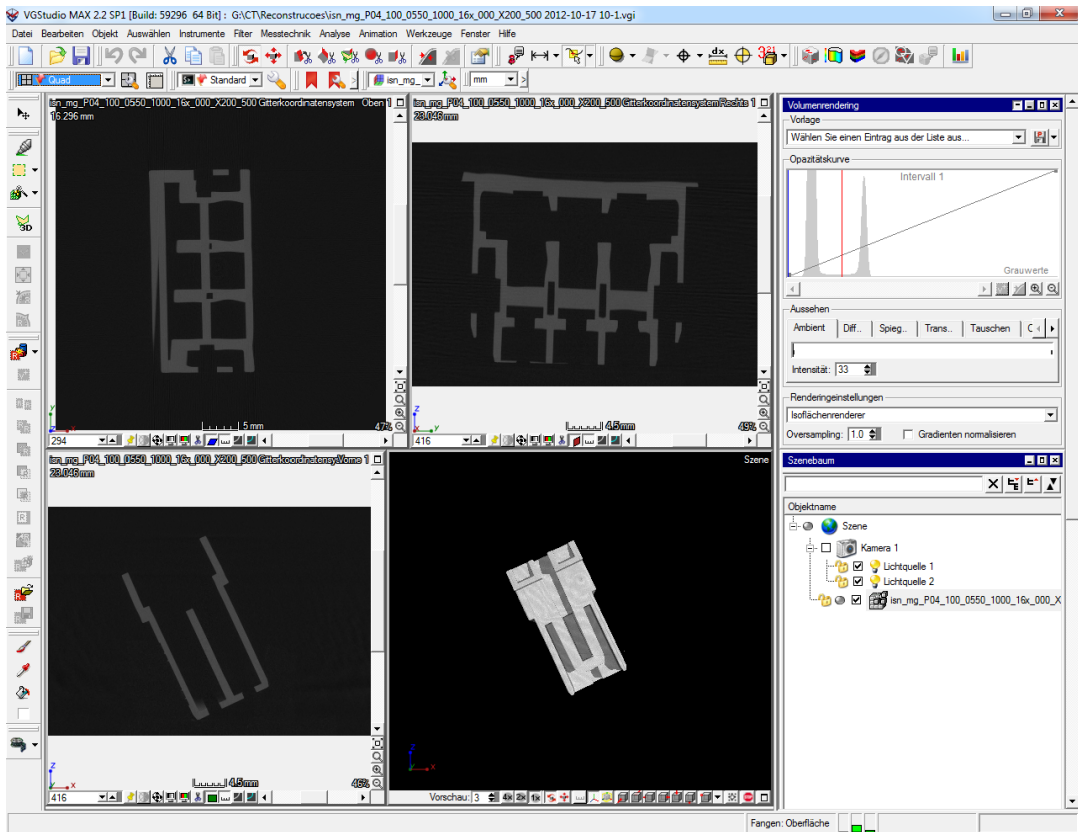 VGStudio MAX 2.2 SP1 [Build: 59296 64 Bit] : G:\CT\Reconstrucoes\isn_mg_P04_100_0550_1000_16x_000_X200_500 2012-10-17 10-1.vgi
Datei Bearbeiten Objekt Auswählen Instrumente Filter Messtechnik Analyse Animation Werkzeuge Fenster Hilfe
Quad Standard isn_mg_ mm
isn_mg_P04_100_0550_1000_16x_000_X200_500 Gitterkoordinatensystem Oben 1
16.296 mm
5 mm
47%
294
isn_mg_P04_100_0550_1000_16x_000_X200_500 Gitterkoordinatensystem Rechts 1
23.046 mm
4.5 mm
49%
416
isn_mg_P04_100_0550_1000_16x_000_X200_500 Gitterkoordinatensy Vorne 1
23.046 mm
4.5 mm
46%
416
Szene
Vorschau: 3 4x 2x 1x
Volumenrendering
Vorlage
Wählen Sie einen Eintrag aus der Liste aus...
Opazitätskurve
Intervall 1
Grauwerte
Aussehen
Ambient Diff.. Spieg.. Trans.. Tauschen C
Intensität: 33
Renderingeinstellungen
Isoflächenrenderer
Oversampling: 1.0 Gradienten normalisieren
Szenebaum
Objektname
Szene
Kamera 1
Lichtquelle 1
Lichtquelle 2
isn_mg_P04_100_0550_1000_16x_000_X
Fangen: Oberfläche